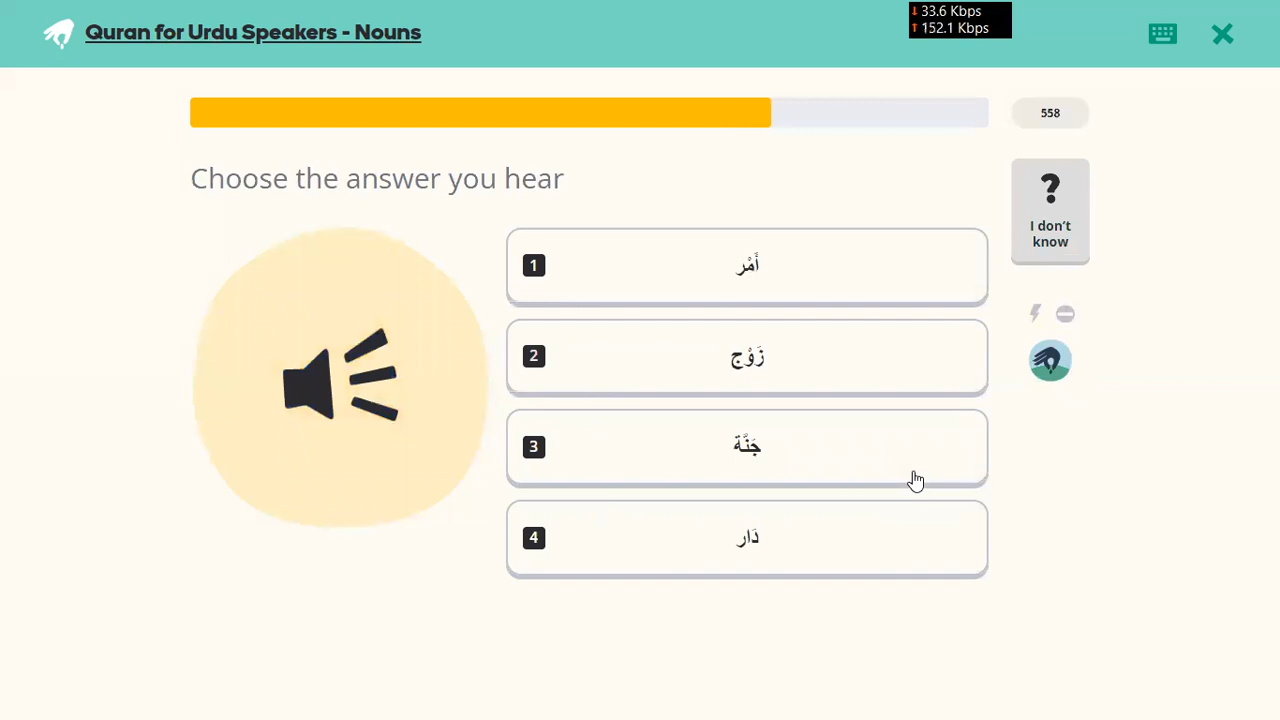 Quran for Urdu Speakers - Nouns
↓ 33.6 Kbps
↑ 152.1 Kbps
558
Choose the answer you hear
?
I don't
know
1
أَمْر
2
زَوْج
3
جَنَّة
4
دَار